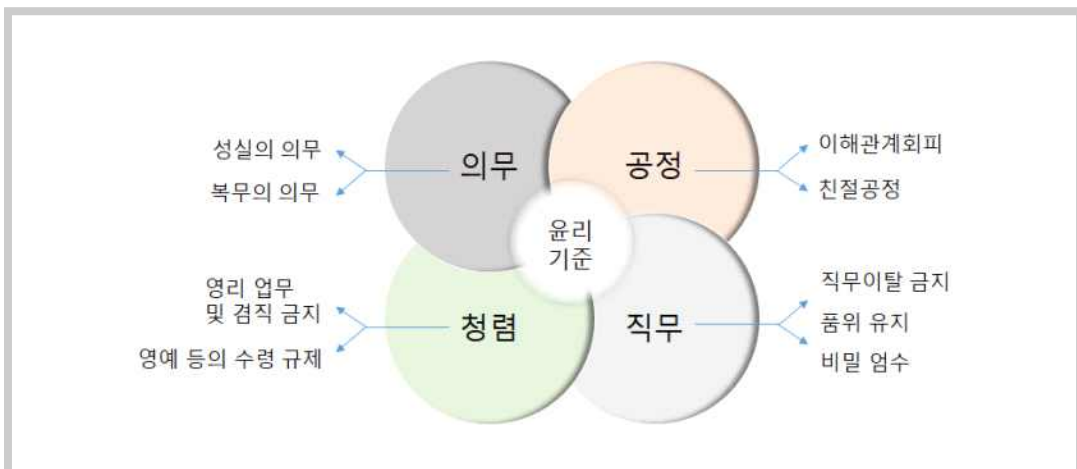 성실의 의무
복무의 의무
의무
공정
이해관계회피
친절공정
윤리
기준
영리 업무
및 겸직 금지
영예 등의 수령 규제
청렴
직무
직무이탈 금지
품위 유지
비밀 엄수